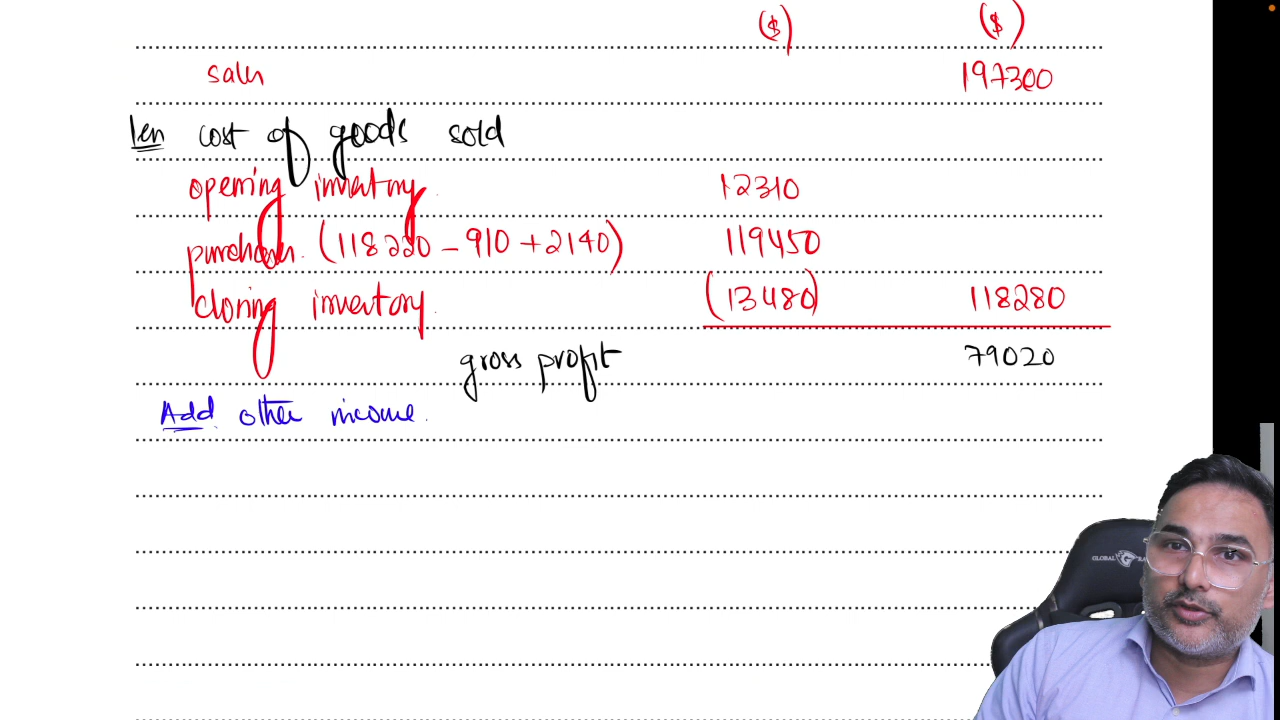 ($) ($)
sales 197300
Less cost of goods sold
opening inventory 12310
purchases. (118220 - 910 + 2140) 119450
closing inventory (13480) 118280
gross profit 79020
Add other income.
GLOBAL